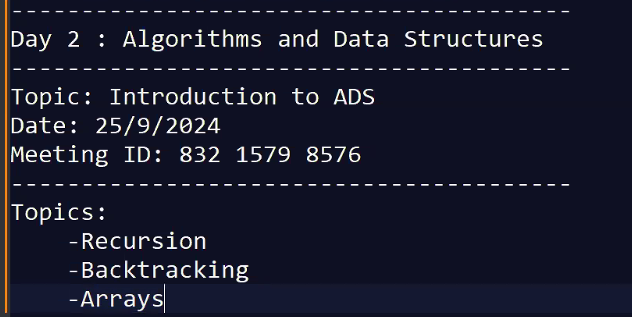 ----------------------------------------
Day 2 : Algorithms and Data Structures
----------------------------------------
Topic: Introduction to ADS
Date: 25/9/2024
Meeting ID: 832 1579 8576
----------------------------------------
Topics:
    -Recursion
    -Backtracking
    -Arrays